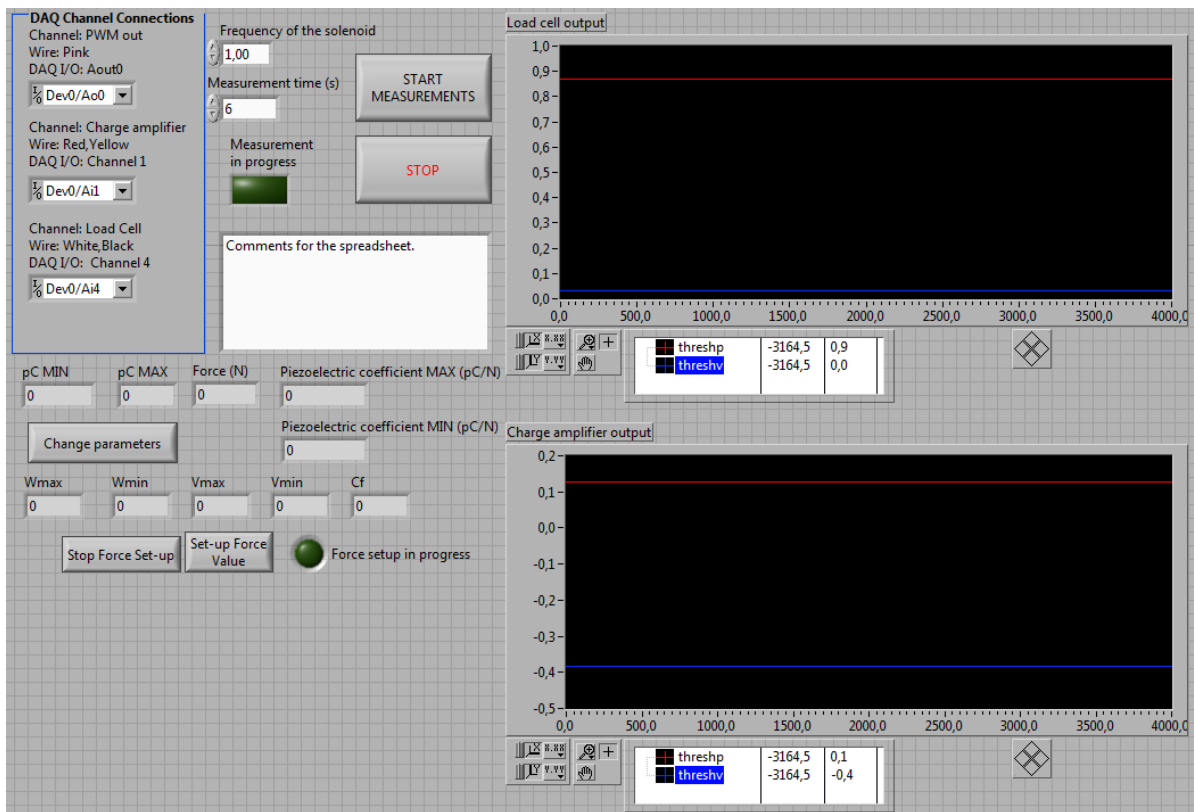 DAQ Channel Connections
Channel: PWM out
Wire: Pink
DAQ I/O: Aout0
Dev0/Ao0
Channel: Charge amplifier
Wire: Red,Yellow
DAQ I/O: Channel 1
Dev0/Ai1
Channel: Load Cell
Wire: White,Black
DAQ I/O: Channel 4
Dev0/Ai4
Frequency of the solenoid
1,00
Measurement time (s)
6
START
MEASUREMENTS
Measurement
in progress
STOP
Comments for the spreadsheet.
pC MIN
0
pC MAX
0
Force (N)
0
Piezoelectric coefficient MAX (pC/N)
0
Change parameters
Piezoelectric coefficient MIN (pC/N)
0
Wmax
0
Wmin
0
Vmax
0
Vmin
0
Cf
0
Stop Force Set-up
Set-up Force
Value
Force setup in progress
Load cell output
1,0
0,9
0,8
0,7
0,6
0,5
0,4
0,3
0,2
0,1
0,0
0,0 500,0 1000,0 1500,0 2000,0 2500,0 3000,0 3500,0 4000,0
threshp -3164,5 0,9
threshv -3164,5 0,0
Charge amplifier output
0,2
0,1
0,0
-0,1
-0,2
-0,3
-0,4
-0,5
0,0 500,0 1000,0 1500,0 2000,0 2500,0 3000,0 3500,0 4000,0
threshp -3164,5 0,1
threshv -3164,5 -0,4